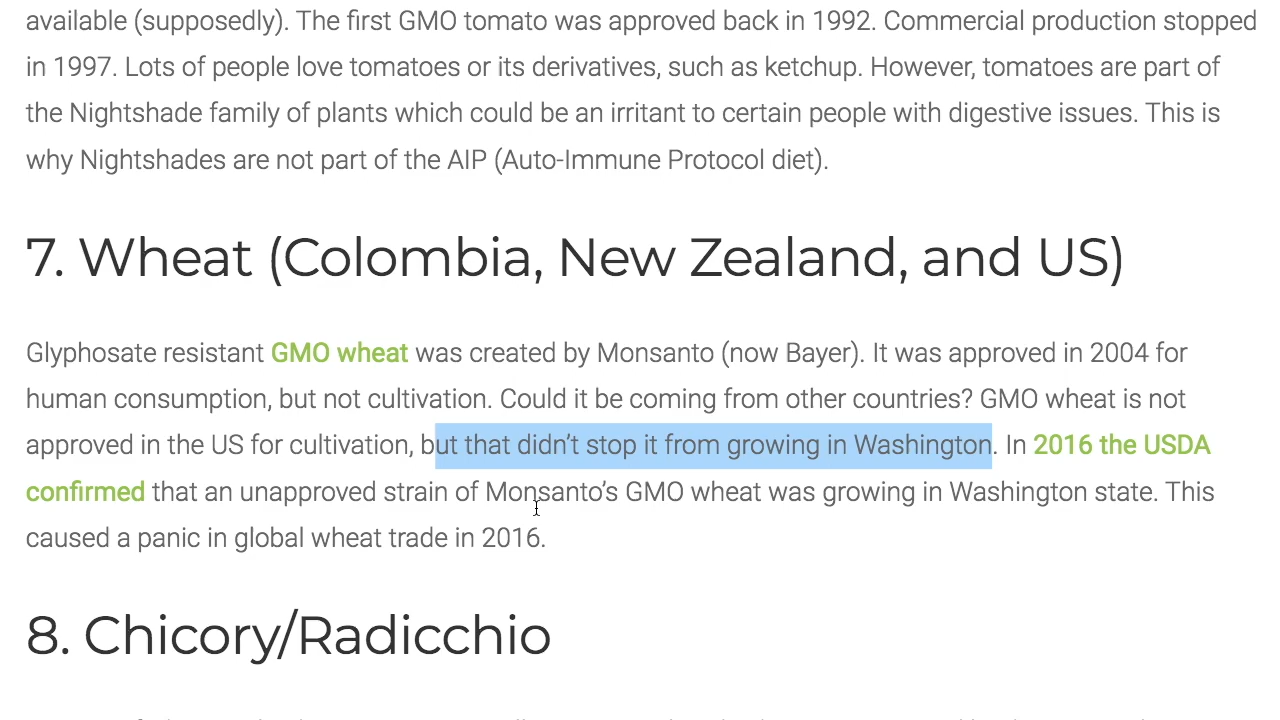 available (supposedly). The first GMO tomato was approved back in 1992. Commercial production stopped
in 1997. Lots of people love tomatoes or its derivatives, such as ketchup. However, tomatoes are part of
the Nightshade family of plants which could be an irritant to certain people with digestive issues. This is
why Nightshades are not part of the AIP (Auto-Immune Protocol diet).
7. Wheat (Colombia, New Zealand, and US)
Glyphosate resistant GMO wheat was created by Monsanto (now Bayer). It was approved in 2004 for
human consumption, but not cultivation. Could it be coming from other countries? GMO wheat is not
approved in the US for cultivation, but that didn’t stop it from growing in Washington. In 2016 the USDA
confirmed that an unapproved strain of Monsanto’s GMO wheat was growing in Washington state. This
caused a panic in global wheat trade in 2016.
8. Chicory/Radicchio